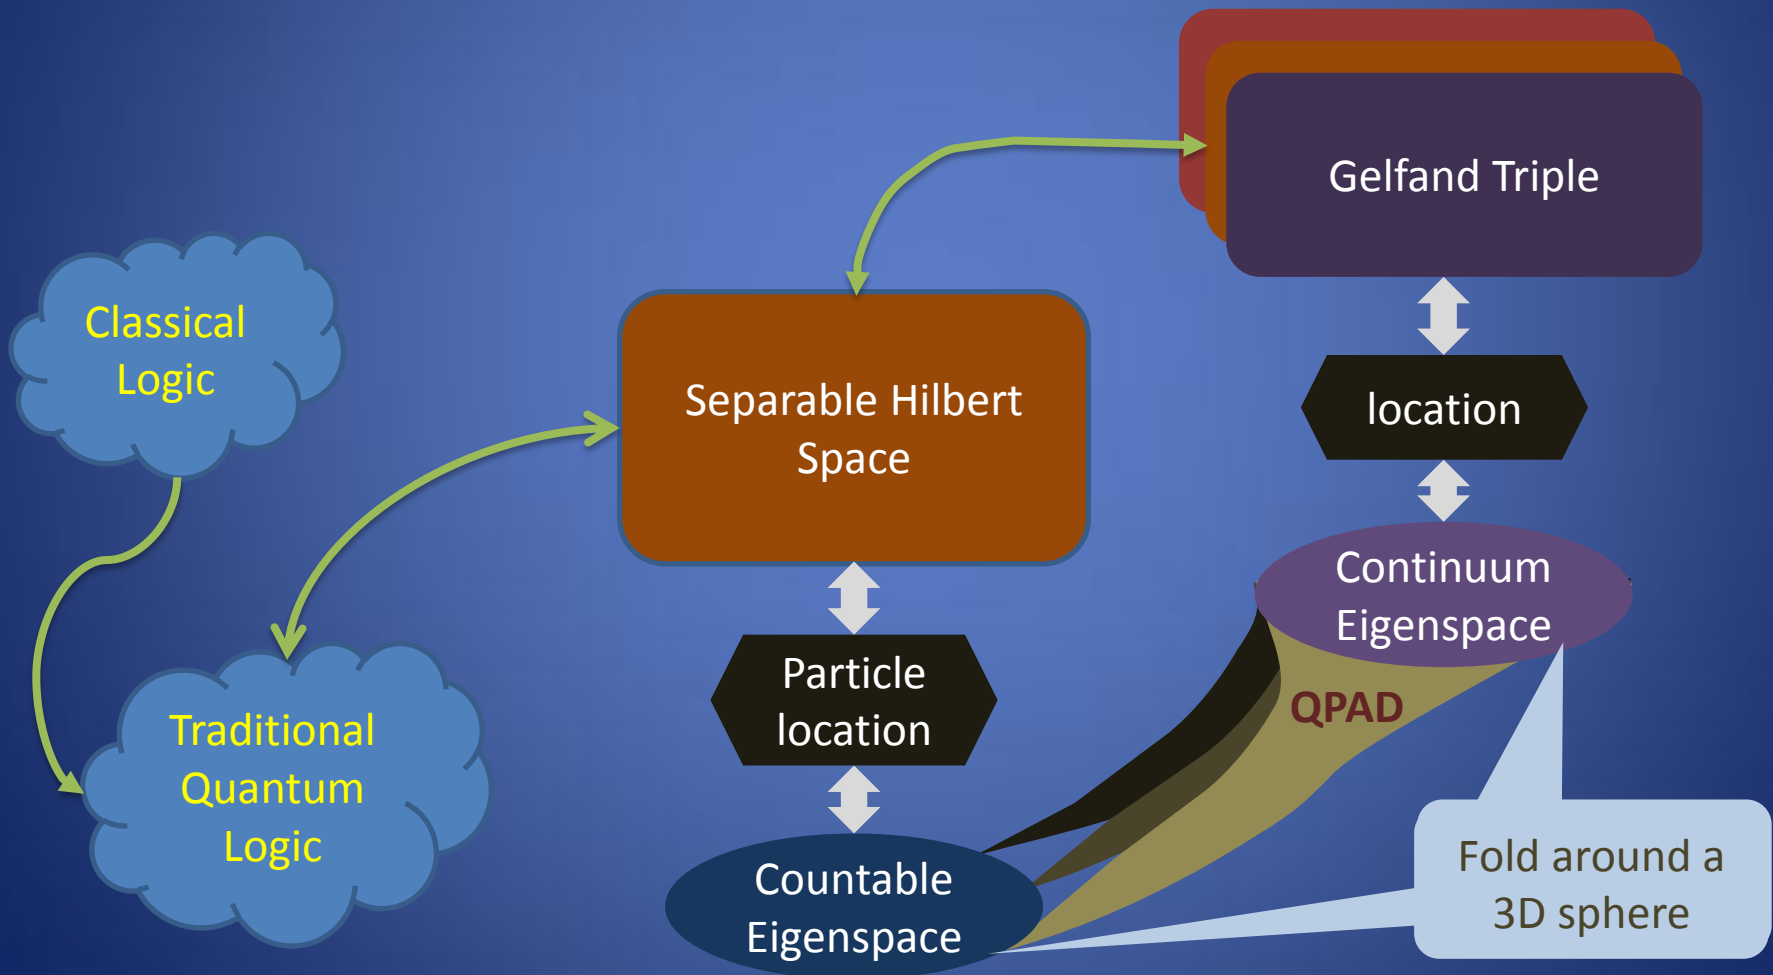 Gelfand Triple
Classical
Logic
Separable Hilbert
Space
location
Continuum
Eigenspace
Particle
location
QPAD
Traditional
Quantum
Logic
Countable
Eigenspace
Fold around a
3D sphere